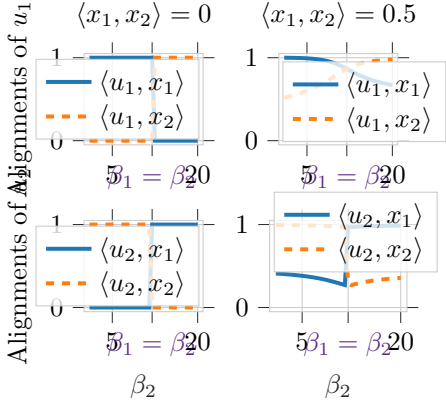 ⟨x₁, x₂⟩ = 0
⟨x₁, x₂⟩ = 0.5
Alignments of u₁
1
0
⟨u₁, x₁⟩
⟨u₁, x₂⟩
5
20
β₁ = β₂
1
0
⟨u₁, x₁⟩
⟨u₁, x₂⟩
5
20
β₁ = β₂
Alignments of u₂
1
0
⟨u₂, x₁⟩
⟨u₂, x₂⟩
5
20
β₁ = β₂
β₂
1
0
⟨u₂, x₁⟩
⟨u₂, x₂⟩
5
20
β₁ = β₂
β₂